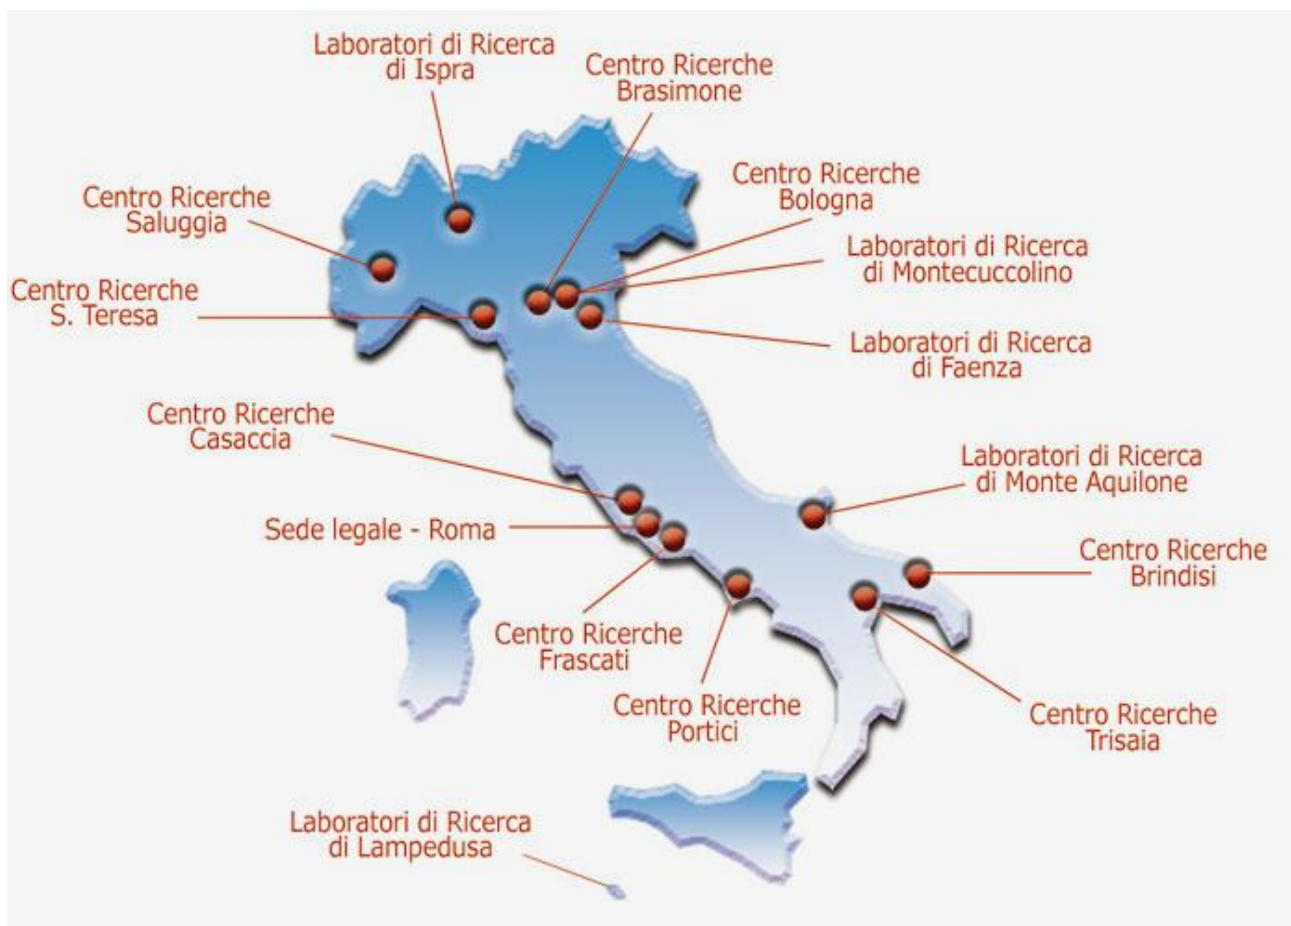 Laboratori di Ricerca
di Ispra
Centro Ricerche
Brasimone
Centro Ricerche
Bologna
Centro Ricerche
Saluggia
Laboratori di Ricerca
di Montecuccolino
Centro Ricerche
S. Teresa
Laboratori di Ricerca
di Faenza
Centro Ricerche
Casaccia
Laboratori di Ricerca
di Monte Aquilone
Sede legale - Roma
Centro Ricerche
Brindisi
Centro Ricerche
Frascati
Centro Ricerche
Portici
Centro Ricerche
Trisaia
Laboratori di Ricerca
di Lampedusa